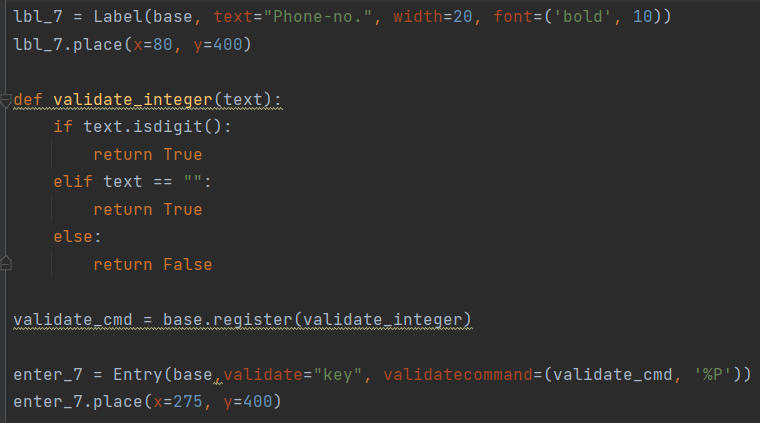 lbl_7 = Label(base, text="Phone-no.", width=20, font=('bold', 10))
lbl_7.place(x=80, y=400)
def validate_integer(text):
    if text.isdigit():
        return True
    elif text == "":
        return True
    else:
        return False
validate_cmd = base.register(validate_integer)
enter_7 = Entry(base,validate="key", validatecommand=(validate_cmd, '%P'))
enter_7.place(x=275, y=400)